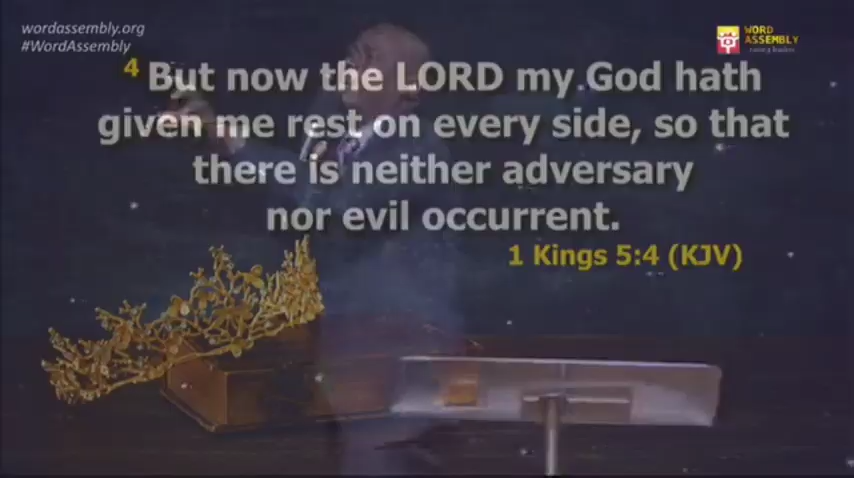 wordassembly.org
#WordAssembly
WORD
ASSEMBLY
4 But now the LORD my God hath
given me rest on every side, so that
there is neither adversary
nor evil occurrent.
1 Kings 5:4 (KJV)